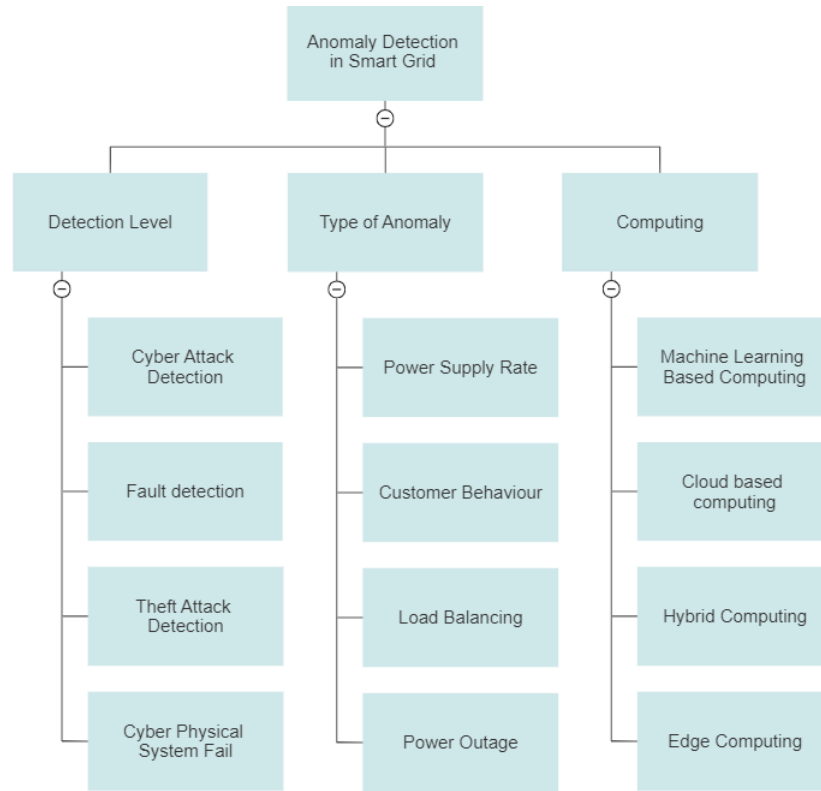 Anomaly Detection
in Smart Grid
Detection Level
Type of Anomaly
Computing
Cyber Attack
Detection
Fault detection
Theft Attack
Detection
Cyber Physical
System Fail
Power Supply Rate
Customer Behaviour
Load Balancing
Power Outage
Machine Learning
Based Computing
Cloud based
computing
Hybrid Computing
Edge Computing